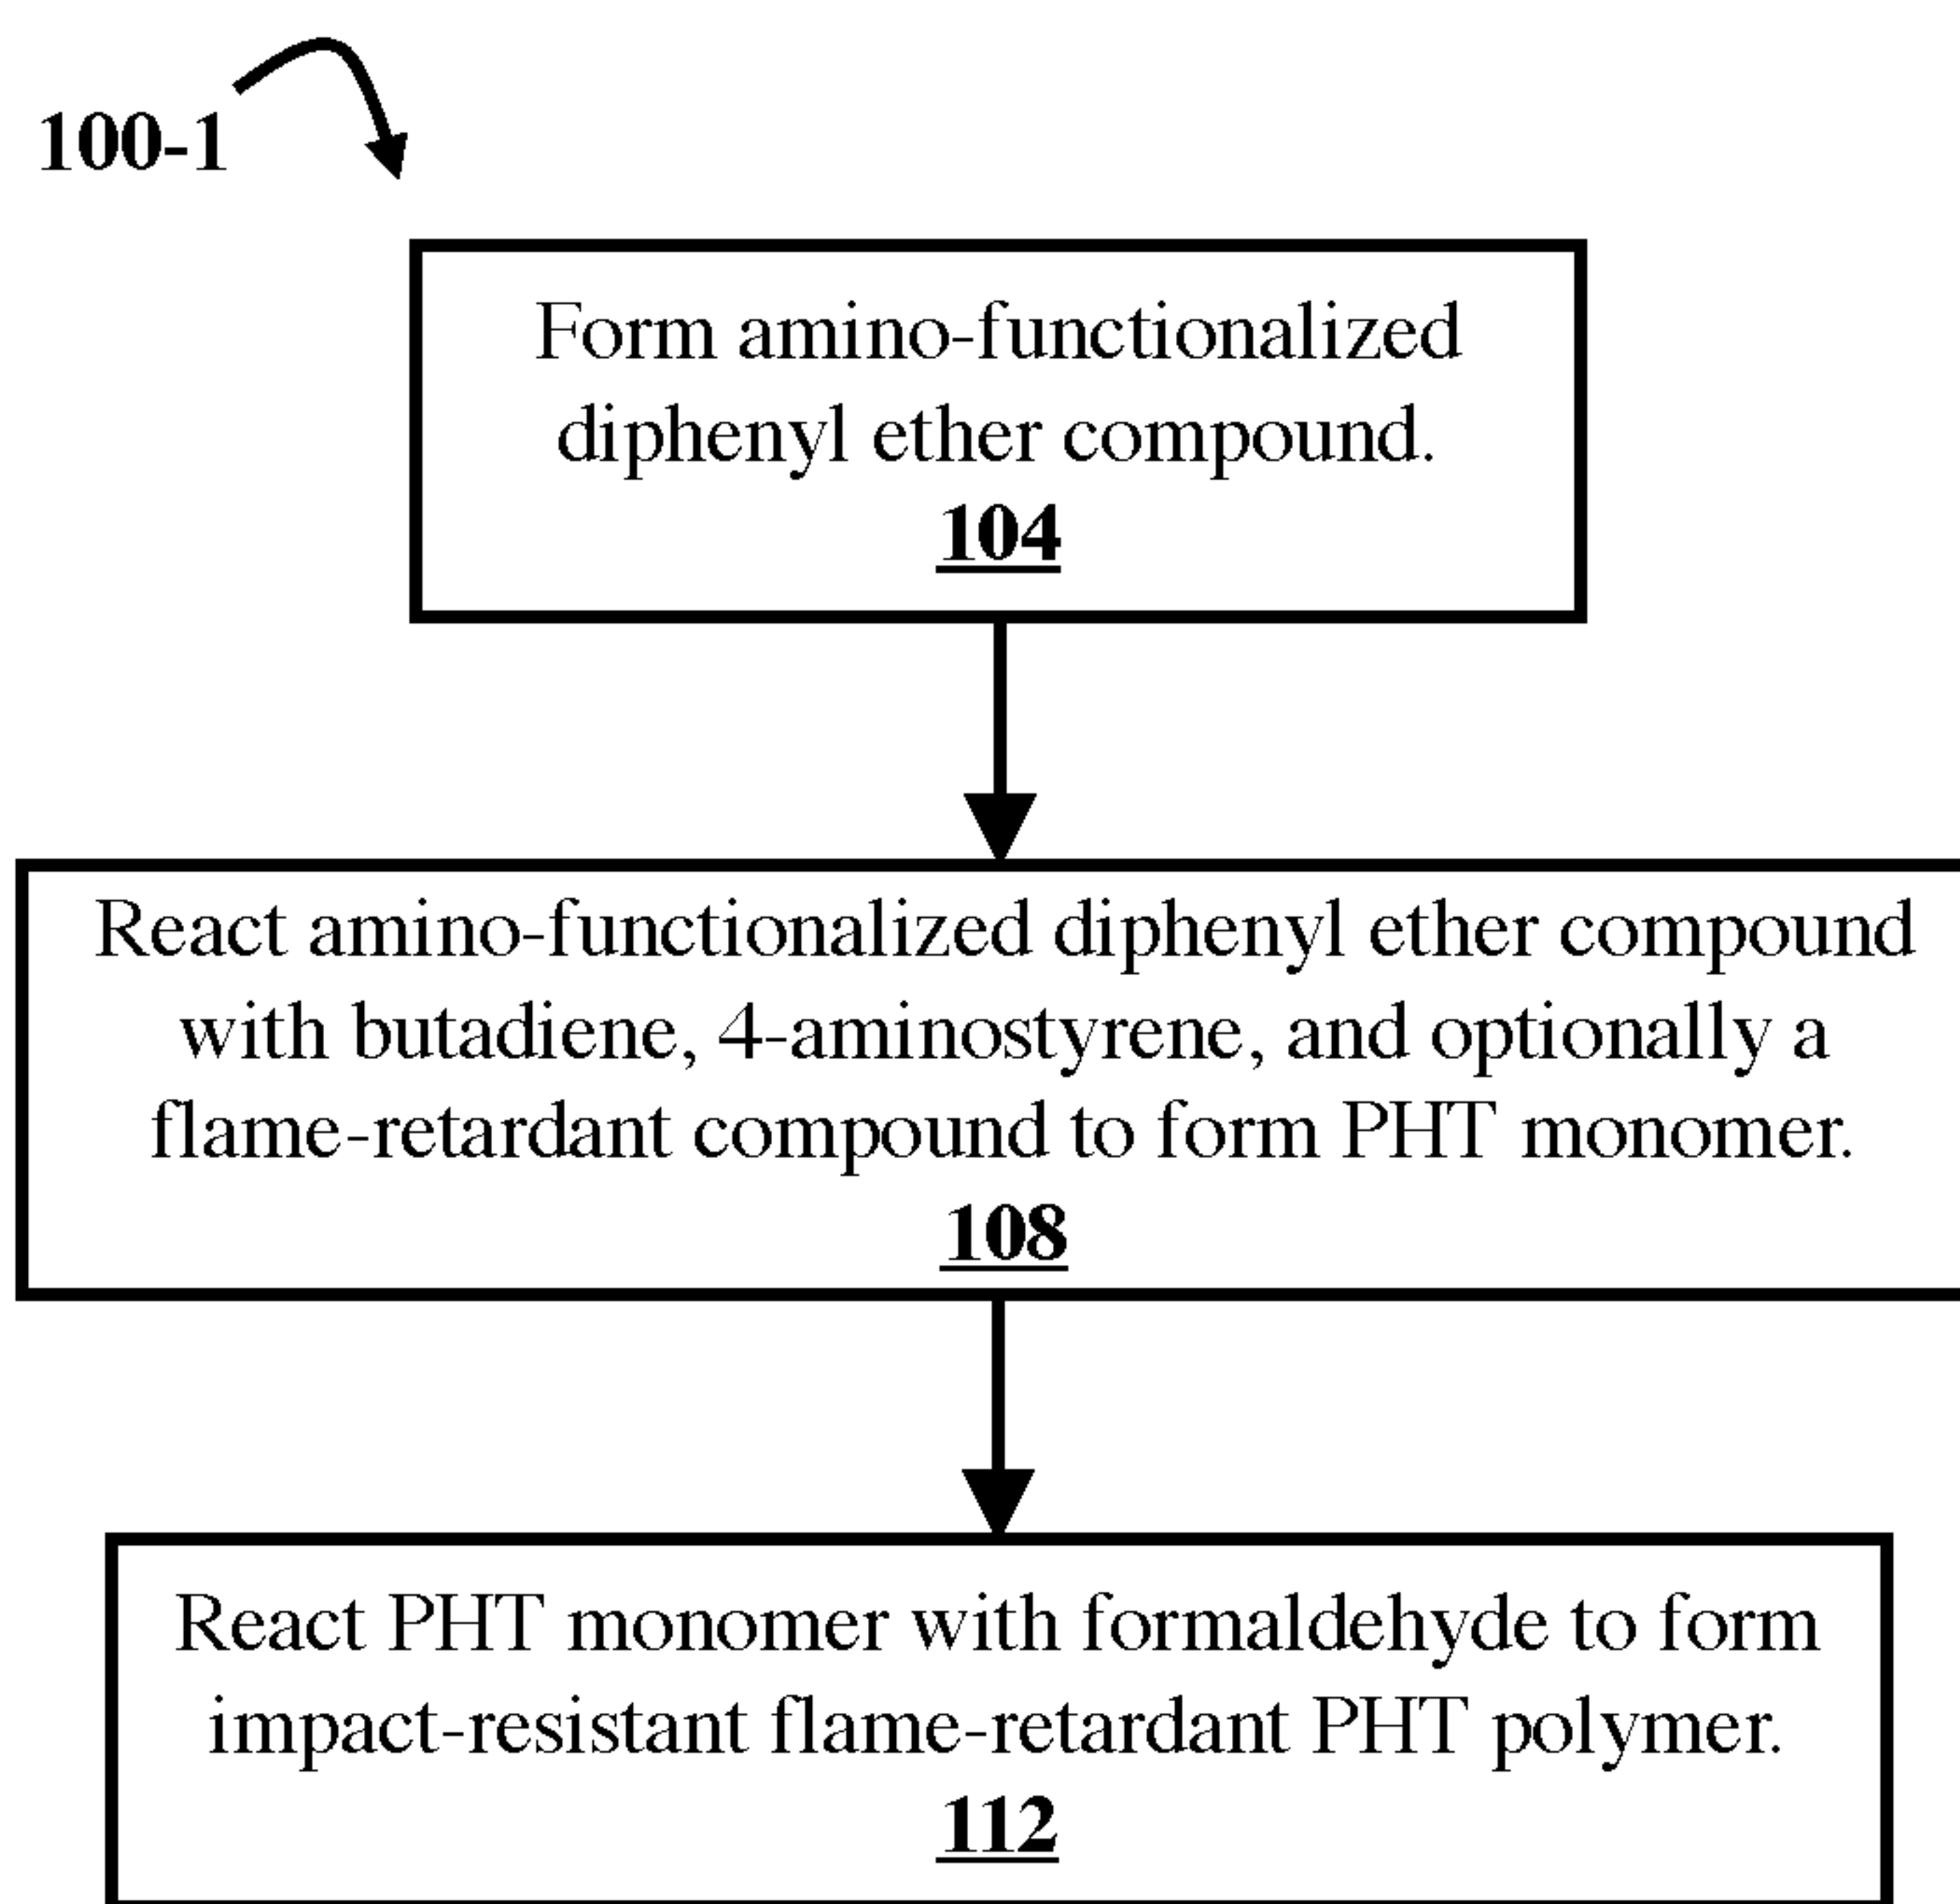 100-1
Form amino-functionalized
diphenyl ether compound.
104
React amino-functionalized diphenyl ether compound
with butadiene, 4-aminostyrene, and optionally a
flame-retardant compound to form PHT monomer.
108
React PHT monomer with formaldehyde to form
impact-resistant flame-retardant PHT polymer.
112